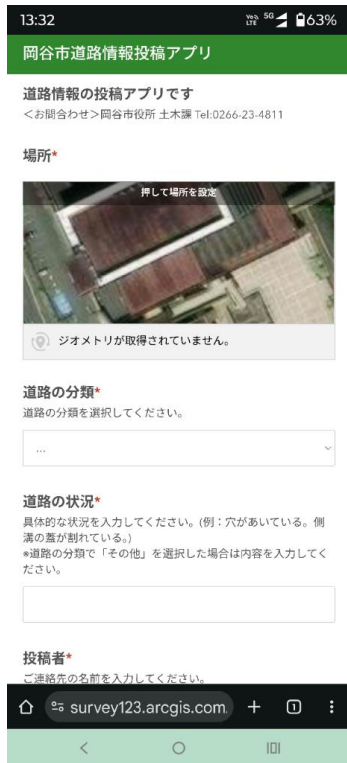 13:32
VoLTE 5G 63%
岡谷市道路情報投稿アプリ
道路情報の投稿アプリです
＜お問合わせ＞岡谷市役所 土木課 Tel:0266-23-4811
場所*
押して場所を設定
ジオメトリが取得されていません。
道路の分類*
道路の分類を選択してください。
...
道路の状況*
具体的な状況を入力してください。(例：穴があいている。側
溝の蓋が割れている。)
※道路の分類で「その他」を選択した場合は内容を入力してく
ださい。
投稿者*
ご連絡先の名前を入力してください。
survey123.arcgis.com
1